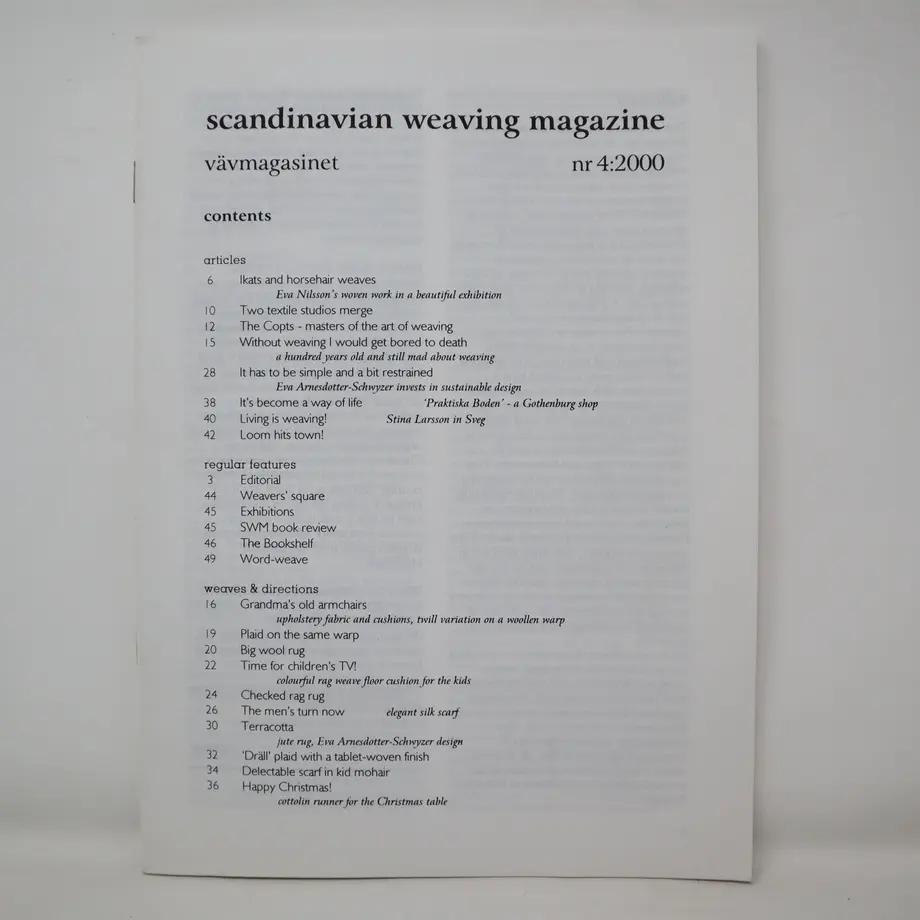 scandinavian weaving magazine
vävmagasinet nr 4:2000
contents
articles
6 Ikats and horsehair weaves
Eva Nilsson's woven work in a beautiful exhibition
10 Two textile studios merge
12 The Copts - masters of the art of weaving
15 Without weaving I would get bored to death
a hundred years old and still mad about weaving
28 It has to be simple and a bit restrained
Eva Arnesdotter-Schwyzer invests in sustainable design
38 It's become a way of life 'Praktiska Boden' - a Gothenburg shop
40 Living is weaving! Stina Larsson in Sveg
42 Loom hits town!
regular features
3 Editorial
44 Weavers' square
45 Exhibitions
45 SWM book review
46 The Bookshelf
49 Word-weave
weaves & directions
16 Grandma's old armchairs
upholstery fabric and cushions, twill variation on a woollen warp
19 Plaid on the same warp
20 Big wool rug
22 Time for children's TV!
colourful rag weave floor cushion for the kids
24 Checked rag rug
26 The men's turn now elegant silk scarf
30 Terracotta
jute rug, Eva Arnesdotter-Schwyzer design
32 'Dräll' plaid with a tablet-woven finish
34 Delectable scarf in kid mohair
36 Happy Christmas!
cottolin runner for the Christmas table